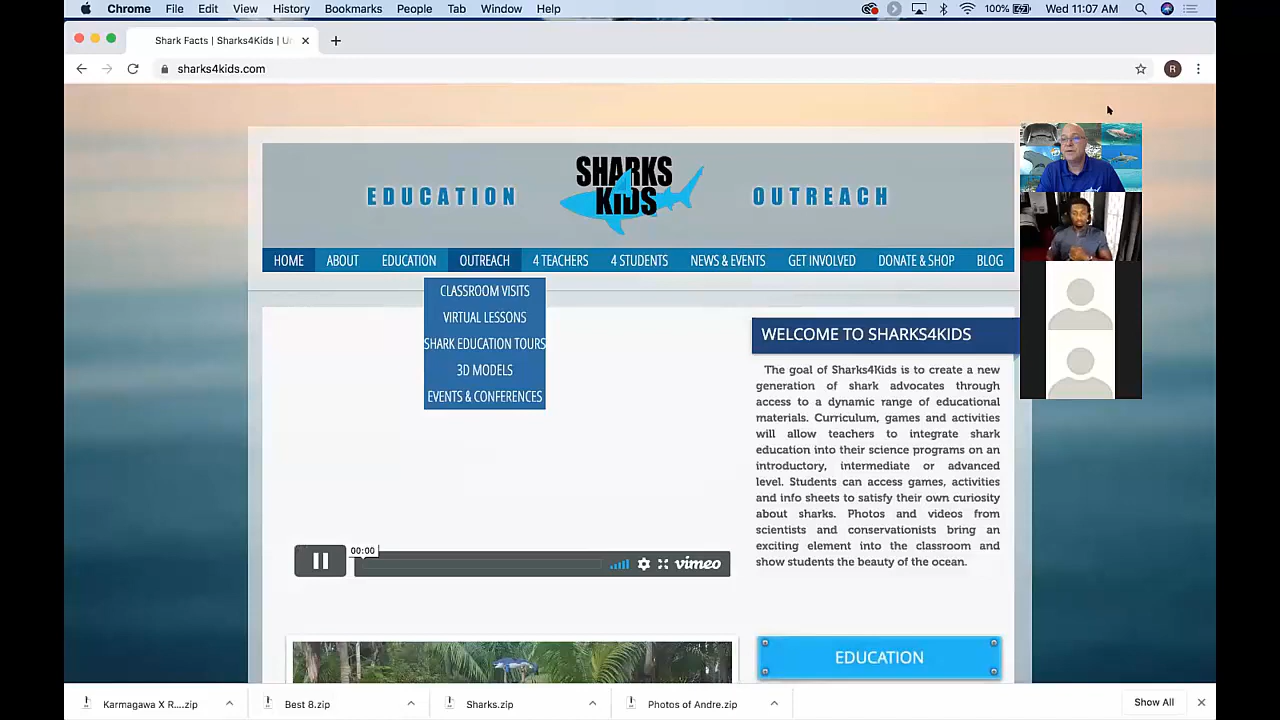 Chrome File Edit View History Bookmarks People Tab Window Help 100% Wed 11:07 AM
Shark Facts | Sharks4Kids | Un
sharks4kids.com
R
EDUCATION SHARKS 4 KIDS OUTREACH
HOME ABOUT EDUCATION OUTREACH 4 TEACHERS 4 STUDENTS NEWS & EVENTS GET INVOLVED DONATE & SHOP BLOG
CLASSROOM VISITS
VIRTUAL LESSONS
SHARK EDUCATION TOURS
3D MODELS
EVENTS & CONFERENCES
00:00
vimeo
WELCOME TO SHARKS4KIDS
The goal of Sharks4Kids is to create a new
generation of shark advocates through
access to a dynamic range of educational
materials. Curriculum, games and activities
will allow teachers to integrate shark
education into their science programs on an
introductory, intermediate or advanced
level. Students can access games, activities
and info sheets to satisfy their own curiosity
about sharks. Photos and videos from
scientists and conservationists bring an
exciting element into the classroom and
show students the beauty of the ocean.
EDUCATION
Karmagawa X R....zip Best 8.zip Sharks.zip Photos of Andre.zip Show All